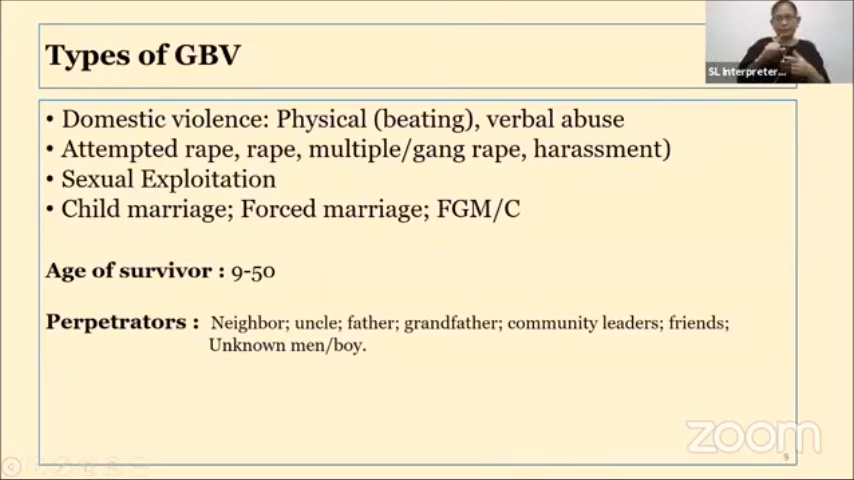 Types of GBV
SL Interpreter...
• Domestic violence: Physical (beating), verbal abuse
• Attempted rape, rape, multiple/gang rape, harassment)
• Sexual Exploitation
• Child marriage; Forced marriage; FGM/C
Age of survivor : 9-50
Perpetrators : Neighbor; uncle; father; grandfather; community leaders; friends;
Unknown men/boy.
zoom
9